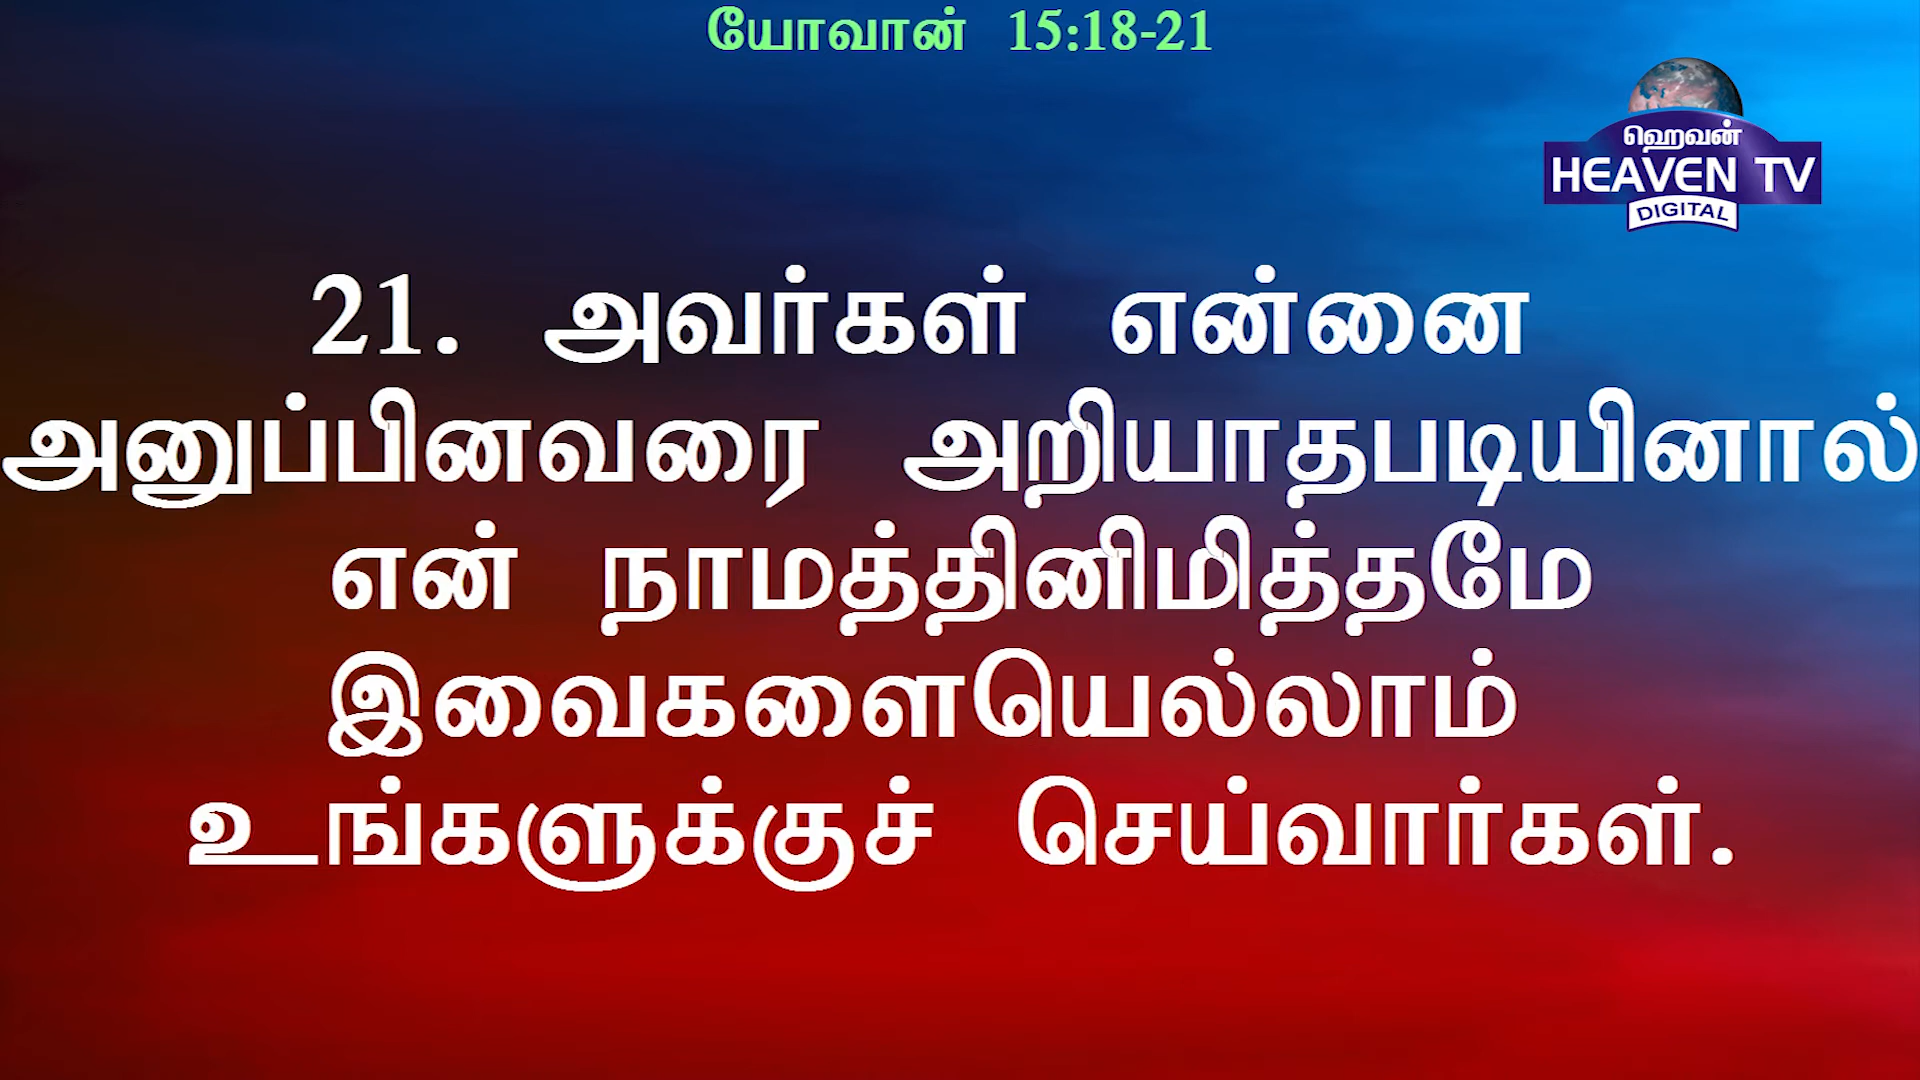 யோவான் 15:18-21
ஹெவன்
HEAVEN TV
DIGITAL
21. அவர்கள் என்னை
அனுப்பினவரை அறியாதபடியினால்
என் நாமத்தினிமித்தமே
இவைகளையெல்லாம்
உங்களுக்குச் செய்வார்கள்.